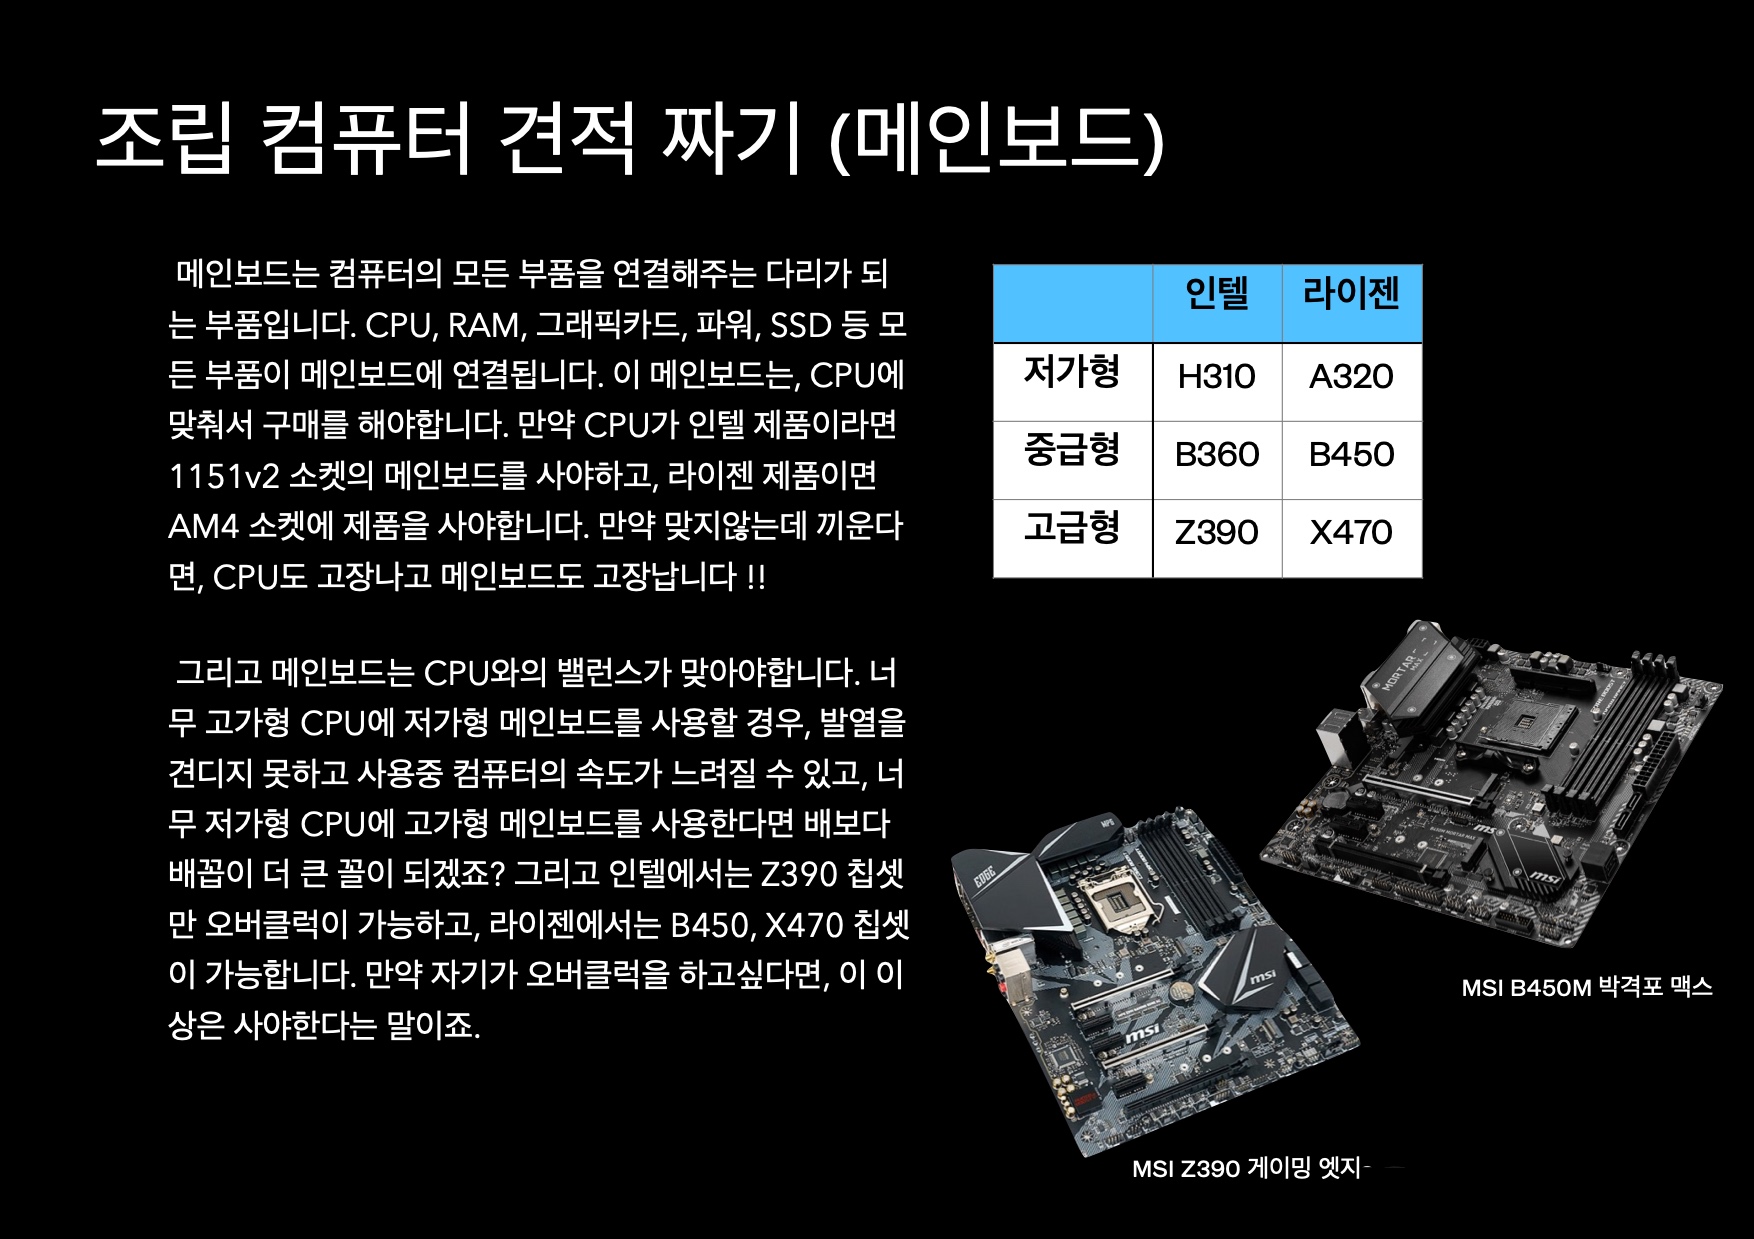 조립 컴퓨터 견적 짜기 (메인보드)
메인보드는 컴퓨터의 모든 부품을 연결해주는 다리가 되
는 부품입니다. CPU, RAM, 그래픽카드, 파워, SSD 등 모
든 부품이 메인보드에 연결됩니다. 이 메인보드는, CPU에
맞춰서 구매를 해야합니다. 만약 CPU가 인텔 제품이라면
1151v2 소켓의 메인보드를 사야하고, 라이젠 제품이면
AM4 소켓에 제품을 사야합니다. 만약 맞지않는데 끼운다
면, CPU도 고장나고 메인보드도 고장납니다 !!
그리고 메인보드는 CPU와의 밸런스가 맞아야합니다. 너
무 고가형 CPU에 저가형 메인보드를 사용할 경우, 발열을
견디지 못하고 사용중 컴퓨터의 속도가 느려질 수 있고, 너
무 저가형 CPU에 고가형 메인보드를 사용한다면 배보다
배꼽이 더 큰 꼴이 되겠죠? 그리고 인텔에서는 Z390 칩셋
만 오버클럭이 가능하고, 라이젠에서는 B450, X470 칩셋
이 가능합니다. 만약 자기가 오버클럭을 하고싶다면, 이 이
상은 사야한다는 말이죠.
인텔 라이젠
저가형 H310 A320
중급형 B360 B450
고급형 Z390 X470
MORTAR
msi
msi
MSI B450M 박격포 맥스
EDGE
msi
msi
MSI Z390 게이밍 엣지